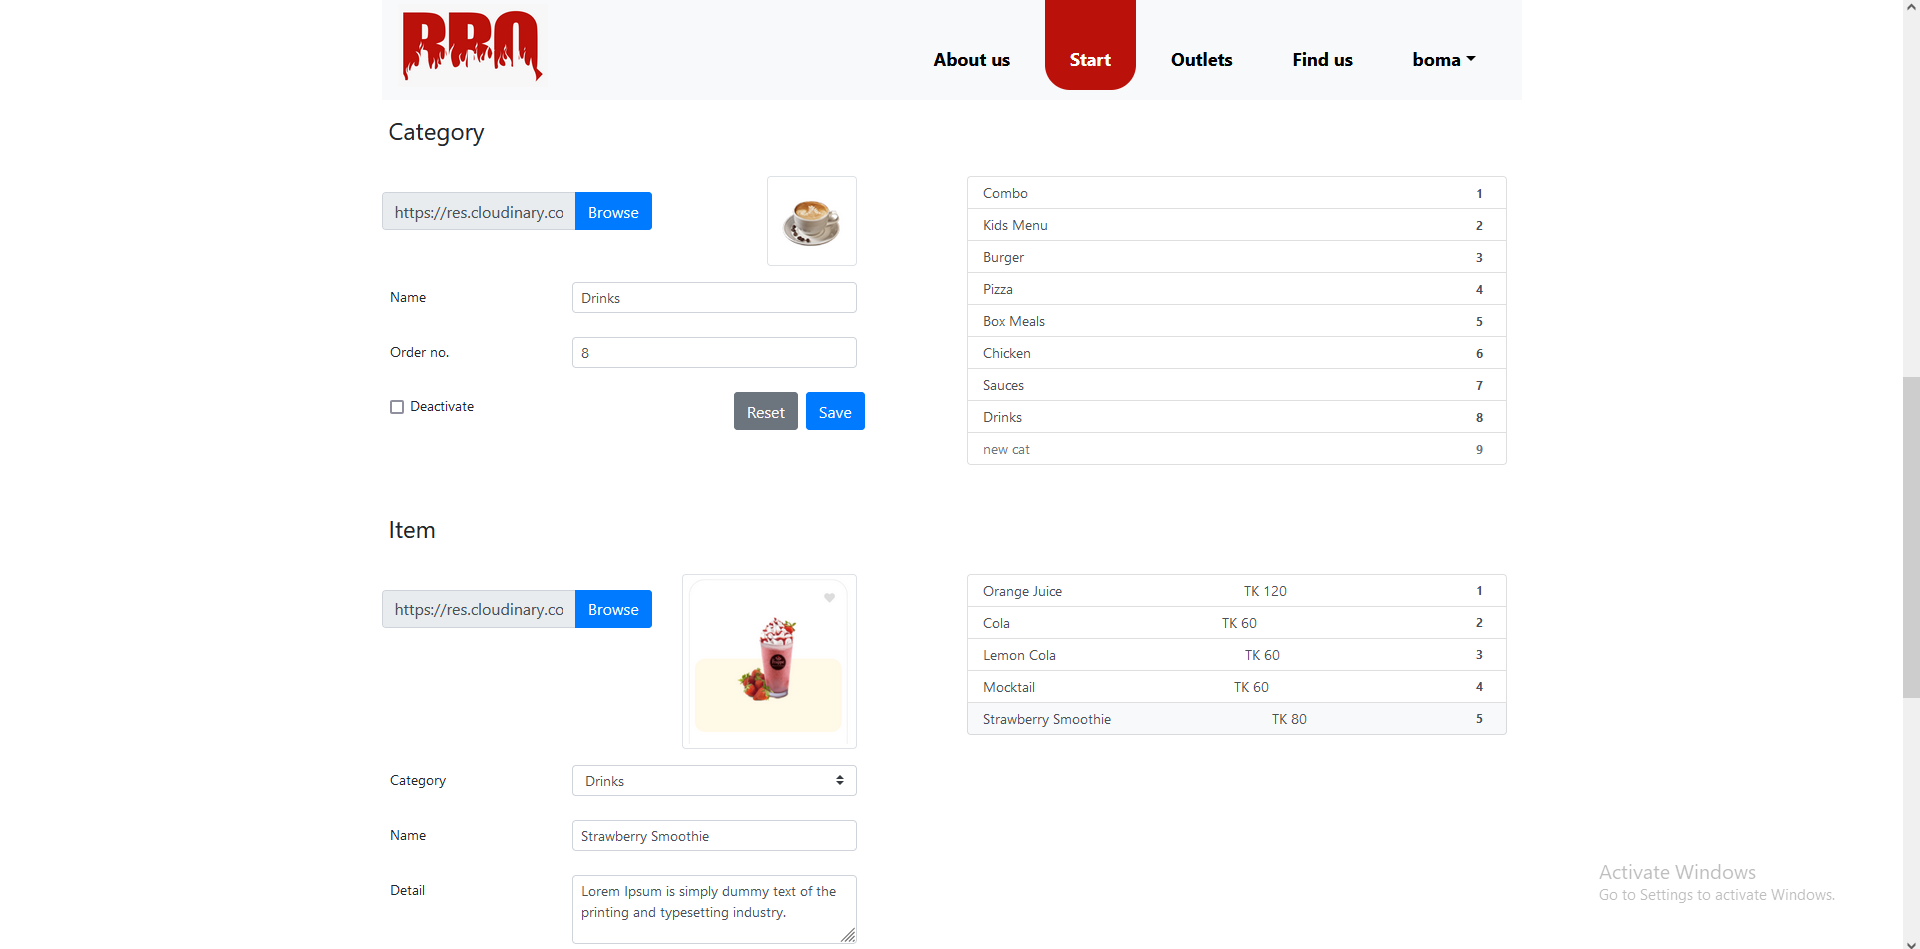 BBQ
About us
Start
Outlets
Find us
boma
Category
https://res.cloudinary.co
Browse
Name
Drinks
Order no.
8
Deactivate
Reset
Save
Combo 1
Kids Menu 2
Burger 3
Pizza 4
Box Meals 5
Chicken 6
Sauces 7
Drinks 8
new cat 9
Item
https://res.cloudinary.co
Browse
Orange Juice TK 120 1
Cola TK 60 2
Lemon Cola TK 60 3
Mocktail TK 60 4
Strawberry Smoothie TK 80 5
Category
Drinks
Name
Strawberry Smoothie
Detail
Lorem Ipsum is simply dummy text of the
printing and typesetting industry.
Activate Windows
Go to Settings to activate Windows.